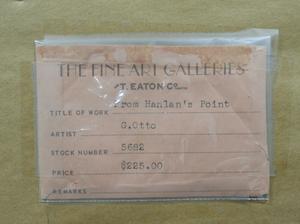 THE FINE ART GALLERIES
T. EATON CO
TITLE OF WORK From Hanlan's Point
ARTIST G.Otto
STOCK NUMBER 5682
PRICE $225.00
REMARKS